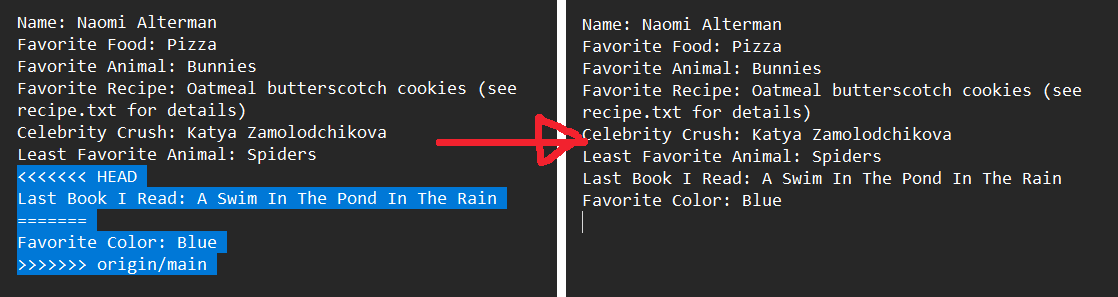 Name: Naomi Alterman
Favorite Food: Pizza
Favorite Animal: Bunnies
Favorite Recipe: Oatmeal butterscotch cookies (see
recipe.txt for details)
Celebrity Crush: Katya Zamolodchikova
Least Favorite Animal: Spiders
<<<<<<< HEAD
Last Book I Read: A Swim In The Pond In The Rain
=======
Favorite Color: Blue
>>>>>>> origin/main
Name: Naomi Alterman
Favorite Food: Pizza
Favorite Animal: Bunnies
Favorite Recipe: Oatmeal butterscotch cookies (see
recipe.txt for details)
Celebrity Crush: Katya Zamolodchikova
Least Favorite Animal: Spiders
Last Book I Read: A Swim In The Pond In The Rain
Favorite Color: Blue